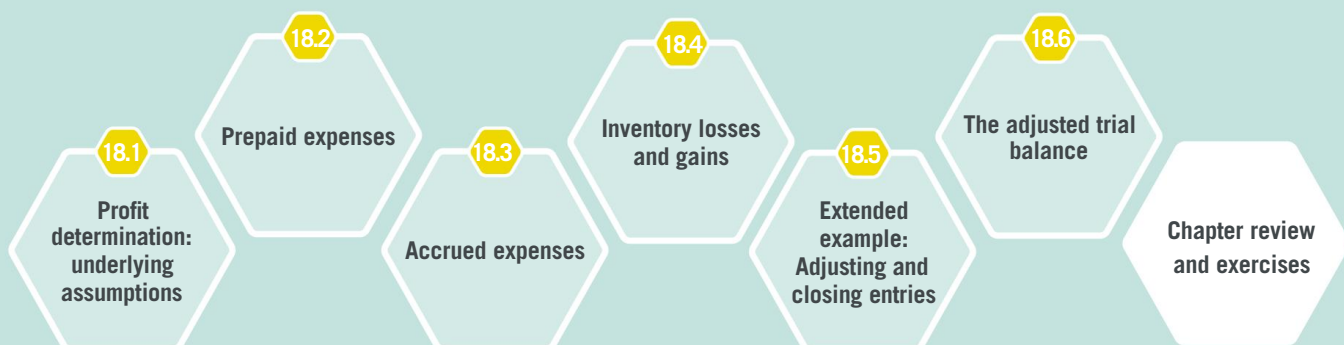 18.1
Profit
determination:
underlying
assumptions
18.2
Prepaid expenses
18.3
Accrued expenses
18.4
Inventory losses
and gains
18.5
Extended
example:
Adjusting and
closing entries
18.6
The adjusted trial
balance
Chapter review
and exercises